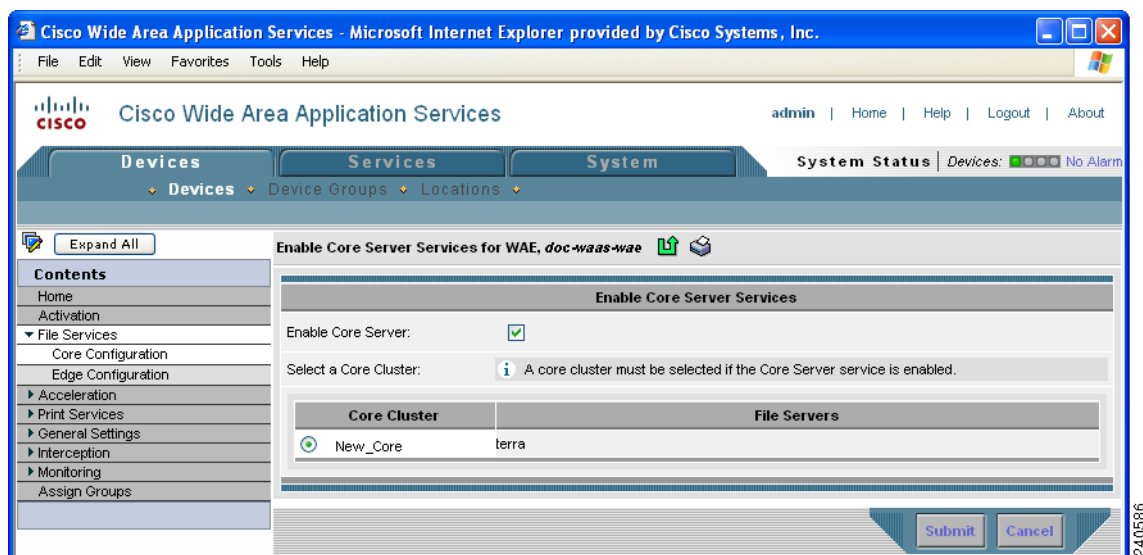 Cisco Wide Area Application Services - Microsoft Internet Explorer provided by Cisco Systems, Inc.
File Edit View Favorites Tools Help
CISCO
Cisco Wide Area Application Services
admin | Home | Help | Logout | About
Devices Services System
System Status | Devices: No Alarm
Devices Device Groups Locations
Expand All
Enable Core Server Services for WAE, doc-waas-wae
Contents
Home
Activation
File Services
Core Configuration
Edge Configuration
Acceleration
Print Services
General Settings
Interception
Monitoring
Assign Groups
Enable Core Server Services
Enable Core Server:
Select a Core Cluster:
i A core cluster must be selected if the Core Server service is enabled.
Core Cluster File Servers
New_Core terra
Submit Cancel
240586